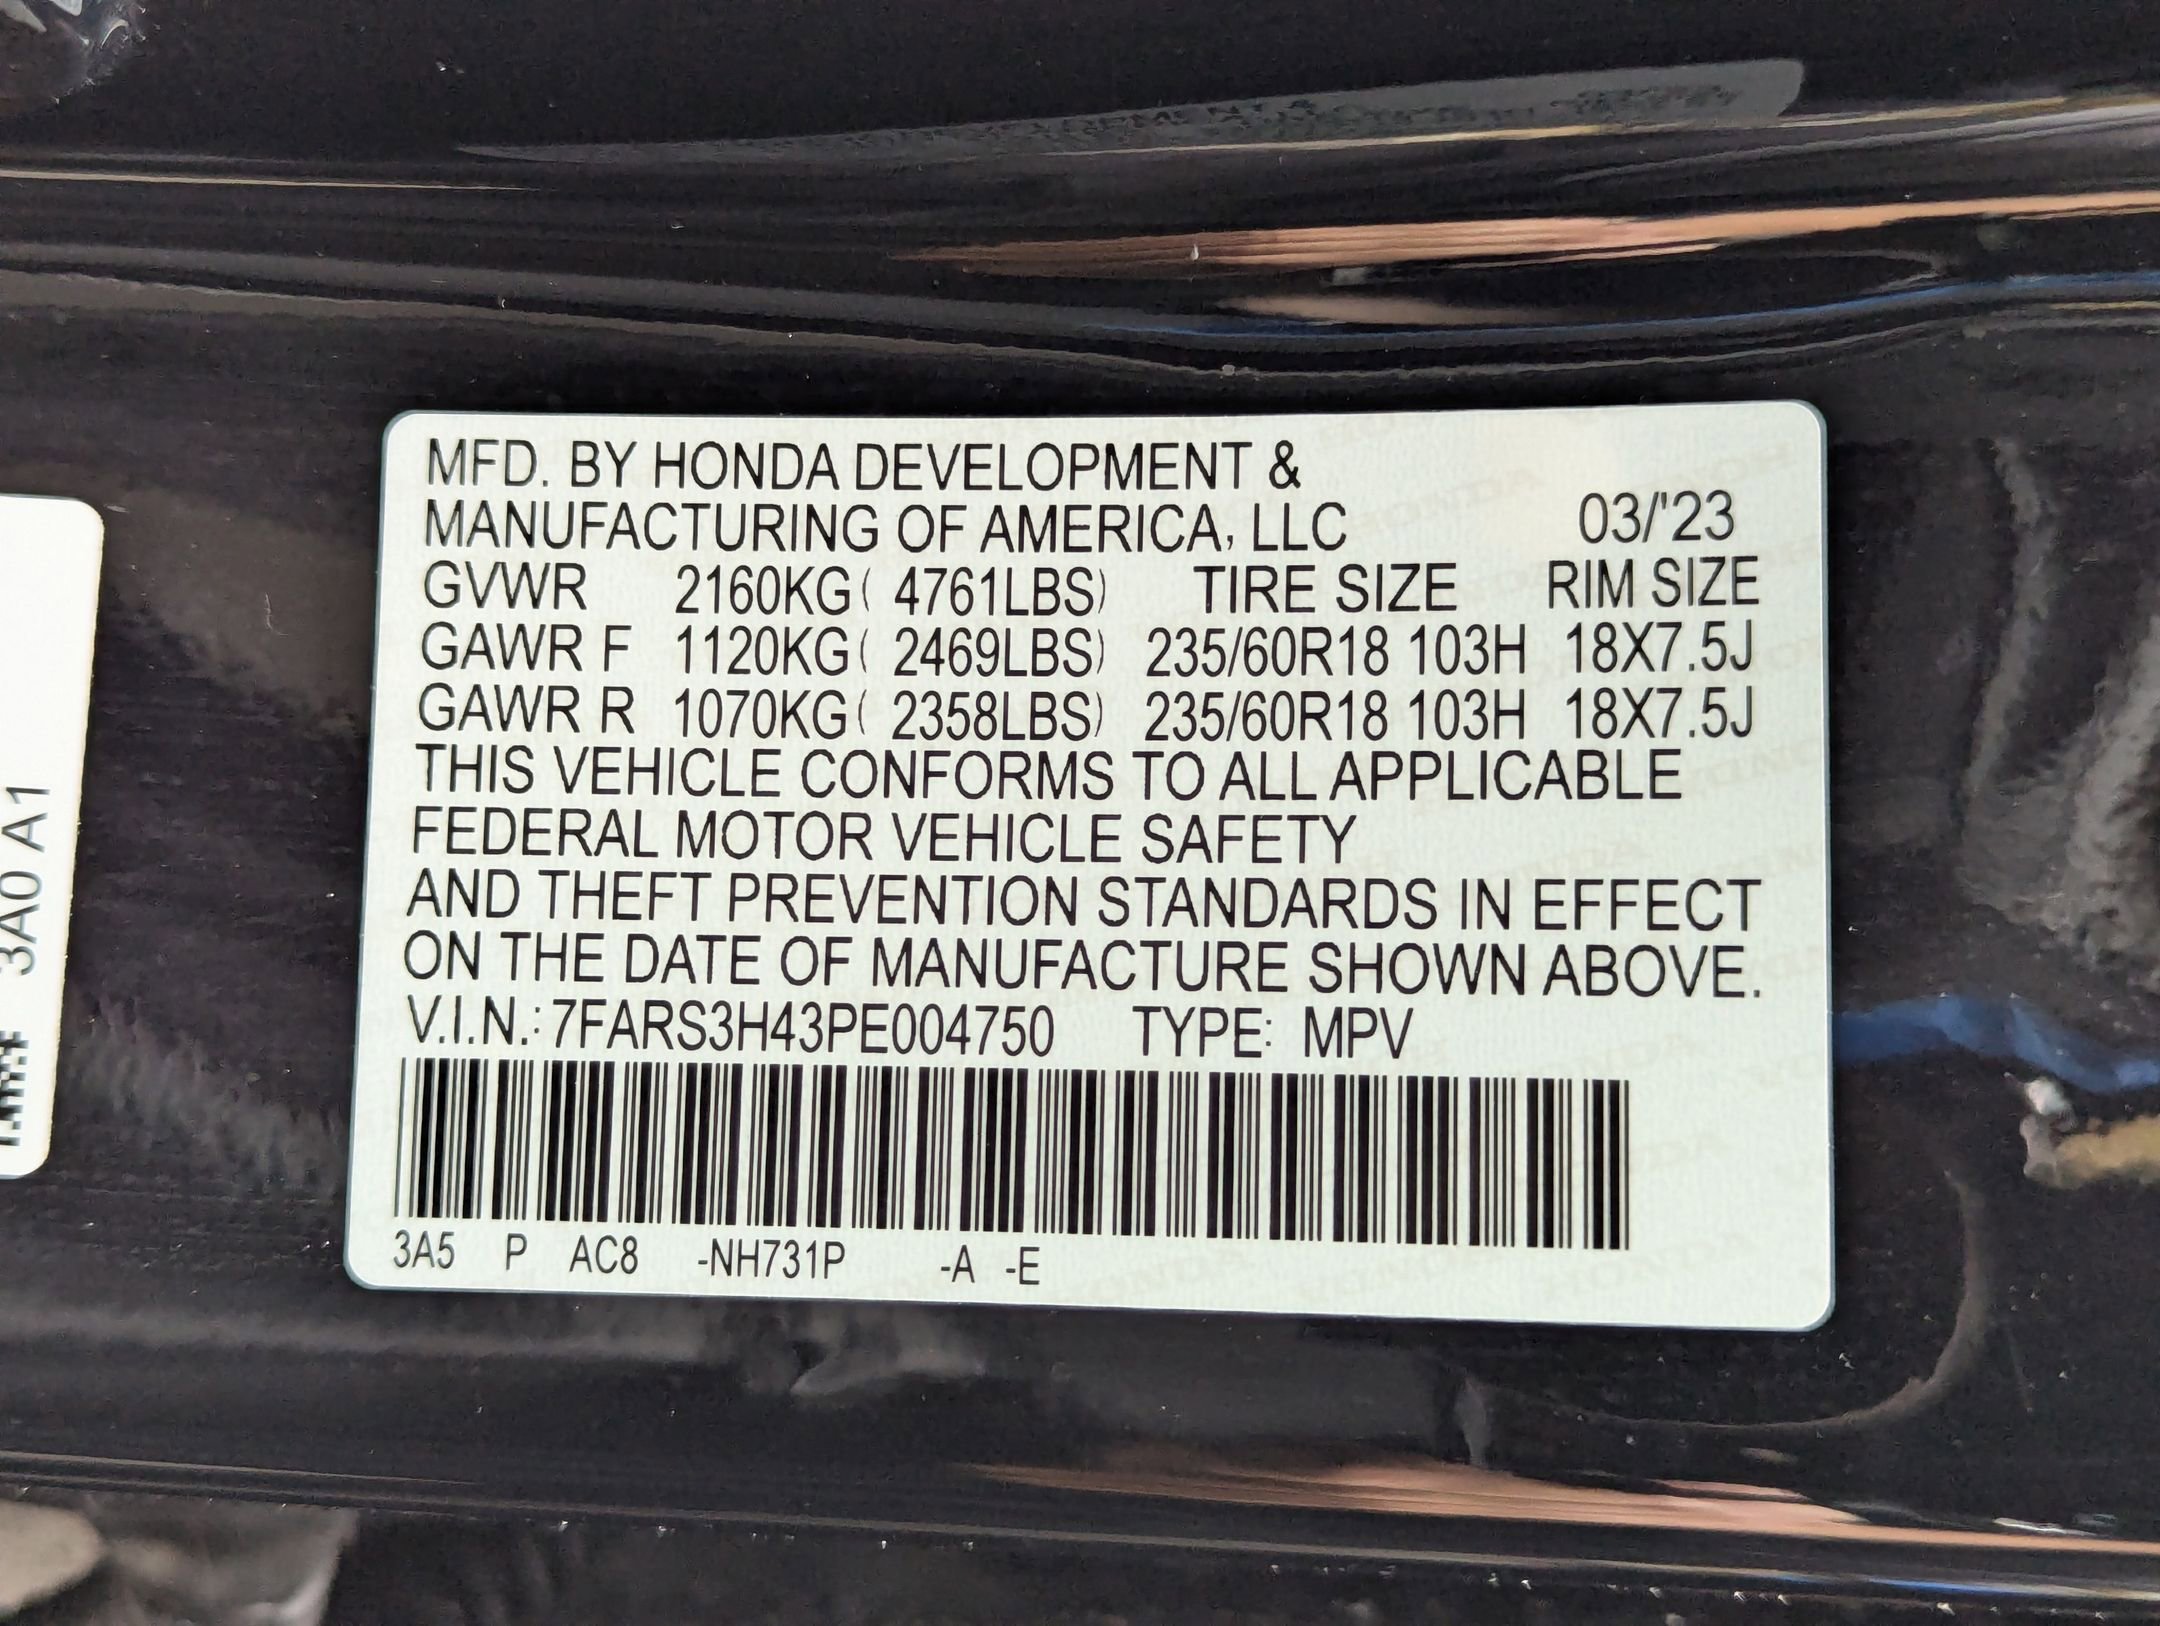 MFD. BY HONDA DEVELOPMENT &
MANUFACTURING OF AMERICA, LLC 03/'23
GVWR 2160KG( 4761LBS) TIRE SIZE RIM SIZE
GAWR F 1120KG( 2469LBS) 235/60R18 103H 18X7.5J
GAWR R 1070KG( 2358LBS) 235/60R18 103H 18X7.5J
THIS VEHICLE CONFORMS TO ALL APPLICABLE
FEDERAL MOTOR VEHICLE SAFETY
AND THEFT PREVENTION STANDARDS IN EFFECT
ON THE DATE OF MANUFACTURE SHOWN ABOVE.
V.I.N.: 7FARS3H43PE004750 TYPE: MPV
3A5 P AC8 -NH731P -A -E
3A0 A1